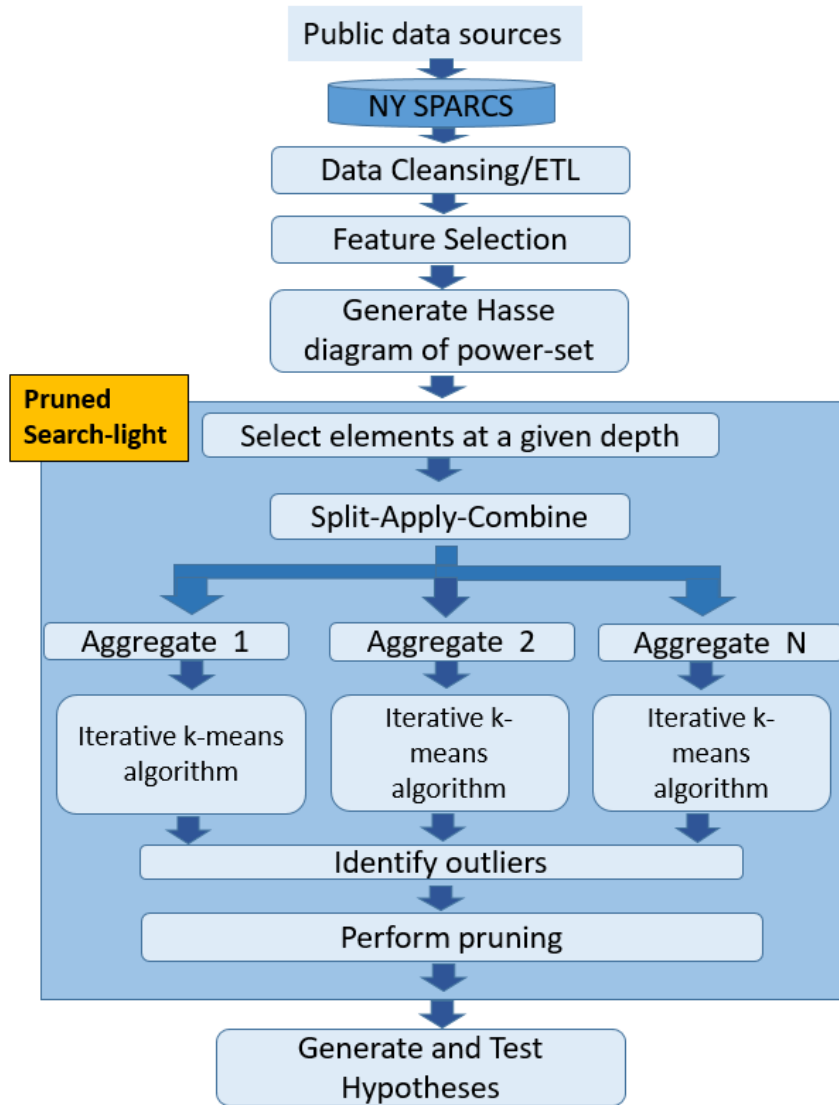 Public data sources
NY SPARCS
Data Cleansing/ETL
Feature Selection
Generate Hasse
diagram of power-set
Pruned
Search-light
Select elements at a given depth
Split-Apply-Combine
Aggregate 1
Aggregate 2
Aggregate N
Iterative k-means
algorithm
Iterative k-
means
algorithm
Iterative k-
means
algorithm
Identify outliers
Perform pruning
Generate and Test
Hypotheses